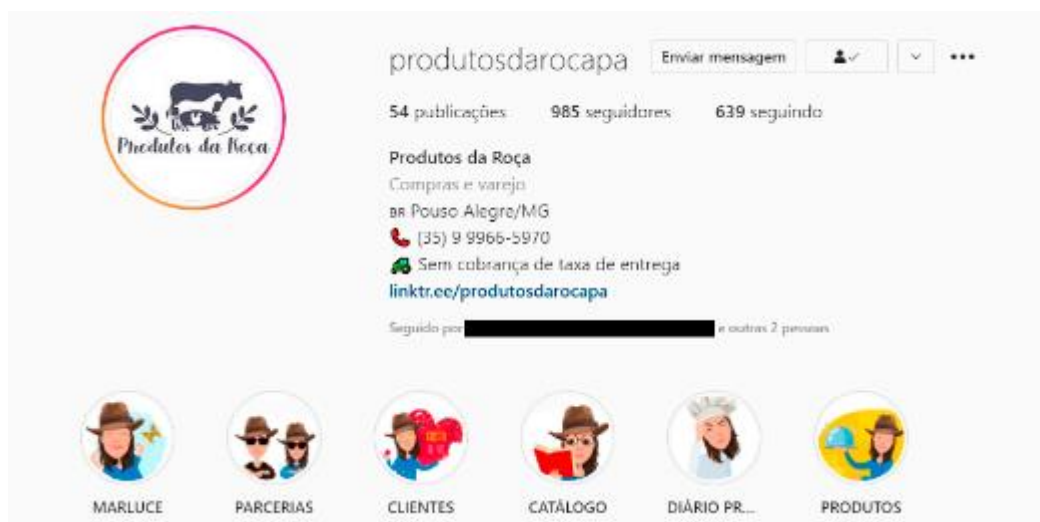 produtosdarocapa Enviar mensagem
54 publicações 985 seguidores 639 seguindo
Produtos da Roça
Produtos da Roça
Compras e varejo
BR Pouso Alegre/MG
(35) 9 9966-5970
Sem cobrança de taxa de entrega
linktr.ee/produtosdarocapa
Seguido por e outras 2 pessoas
MARLUCE PARCERIAS CLIENTES CATÁLOGO DIÁRIO PR... PRODUTOS